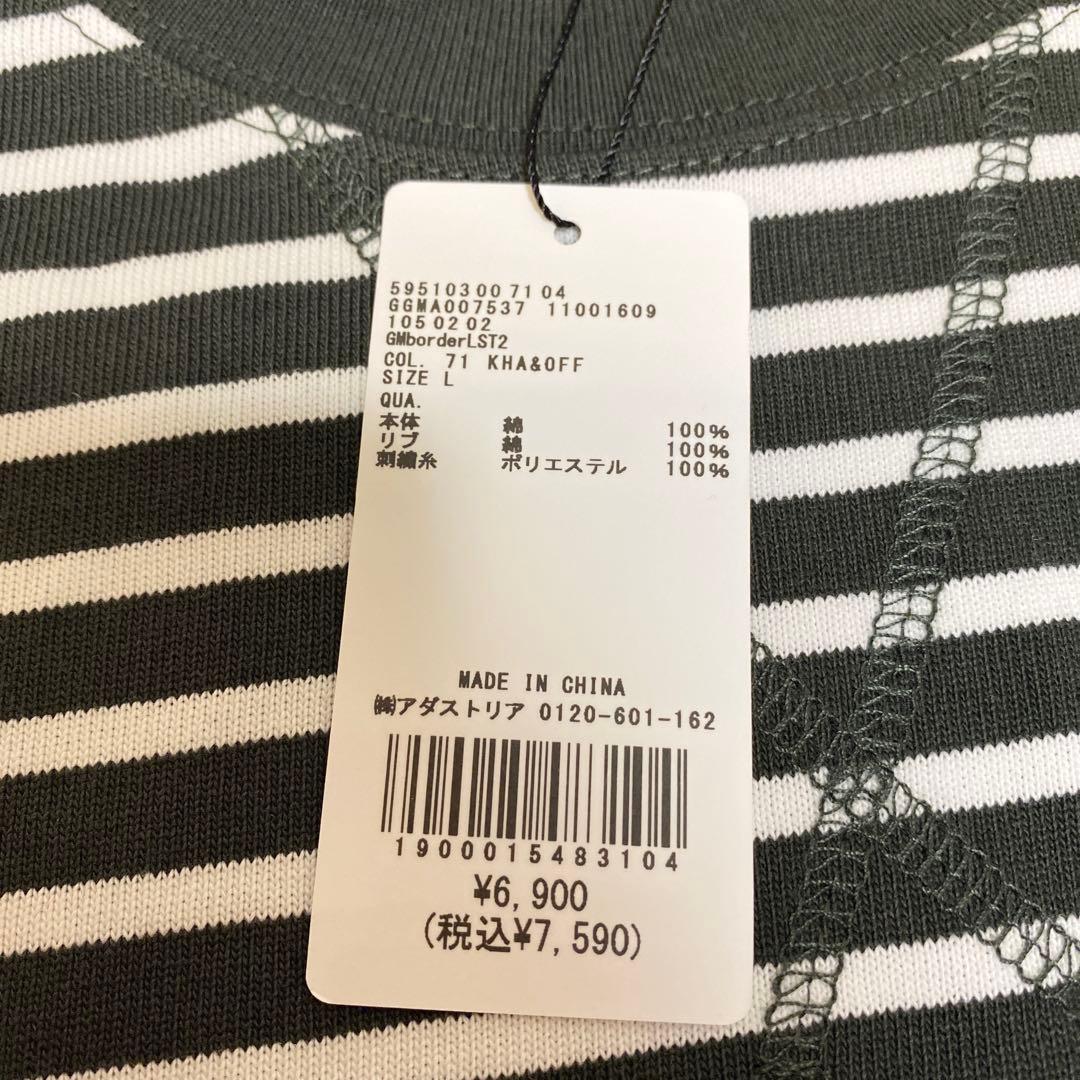 59510300 71 04
GGMA007537 11001609
105 02 02
GMborderLST2
COL. 71 KHA&OFF
SIZE L
QUA.
本体 綿 100%
リブ 綿 100%
刺繍糸 ポリエステル 100%
MADE IN CHINA
㈱アダストリア 0120-601-162
1900015483104
¥6,900
(税込¥7,590)